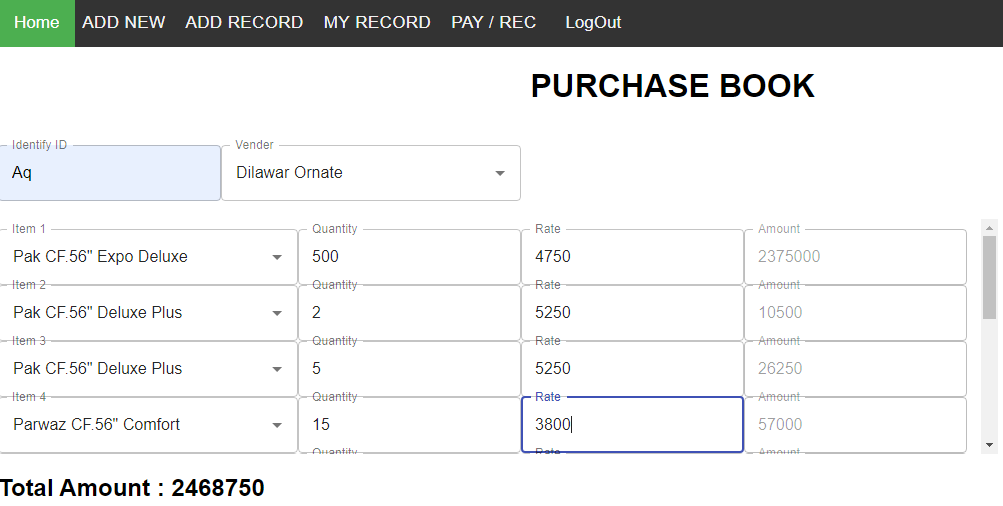 Home ADD NEW ADD RECORD MY RECORD PAY / REC LogOut
PURCHASE BOOK
Identify ID Vender
Aq Dilawar Ornate
Item 1 Quantity Rate Amount
Pak CF.56" Expo Deluxe 500 4750 2375000
Item 2 Quantity Rate Amount
Pak CF.56" Deluxe Plus 2 5250 10500
Item 3 Quantity Rate Amount
Pak CF.56" Deluxe Plus 5 5250 26250
Item 4 Quantity Rate Amount
Parwaz CF.56" Comfort 15 3800 57000
Quantity Rate Amount
Total Amount : 2468750